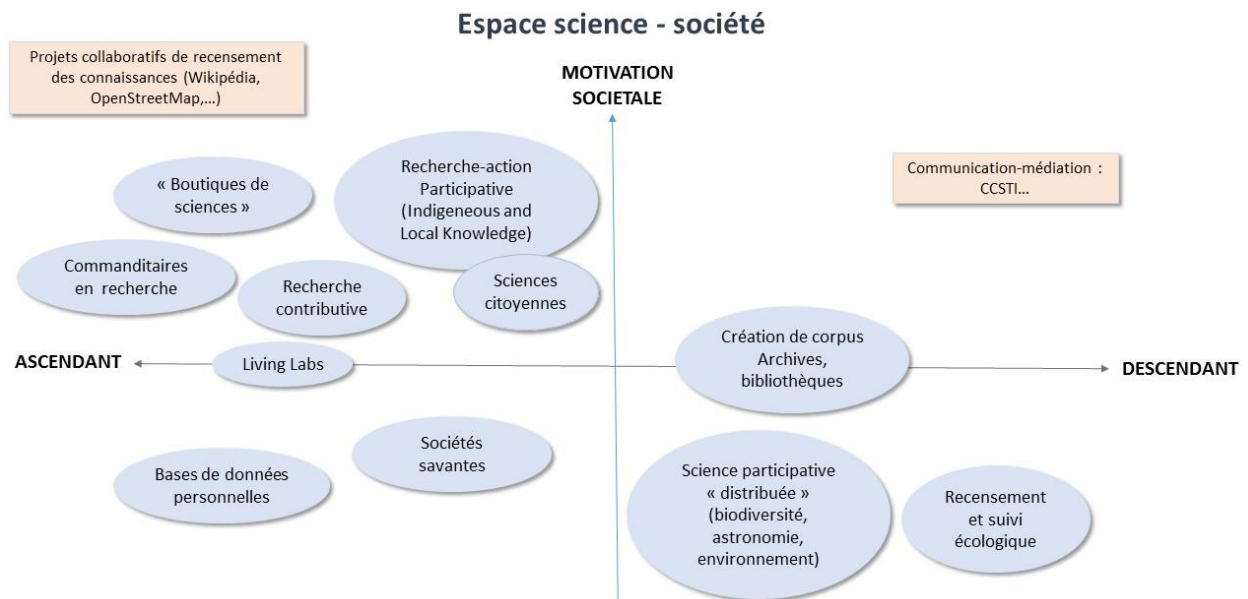 Espace science - société
Projets collaboratifs de recensement
des connaissances (Wikipédia,
OpenStreetMap,...)
MOTIVATION
SOCIETALE
Communication-médiation :
CCSTI...
« Boutiques de
sciences »
Recherche-action
Participative
(Indigeneous and
Local Knowledge)
Commanditaires
en recherche
Recherche
contributive
Sciences
citoyennes
Création de corpus
Archives,
bibliothèques
ASCENDANT
Living Labs
DESCENDANT
Bases de données
personnelles
Sociétés
savantes
Science participative
« distribuée »
(biodiversité,
astronomie,
environnement)
Recensement
et suivi
écologique